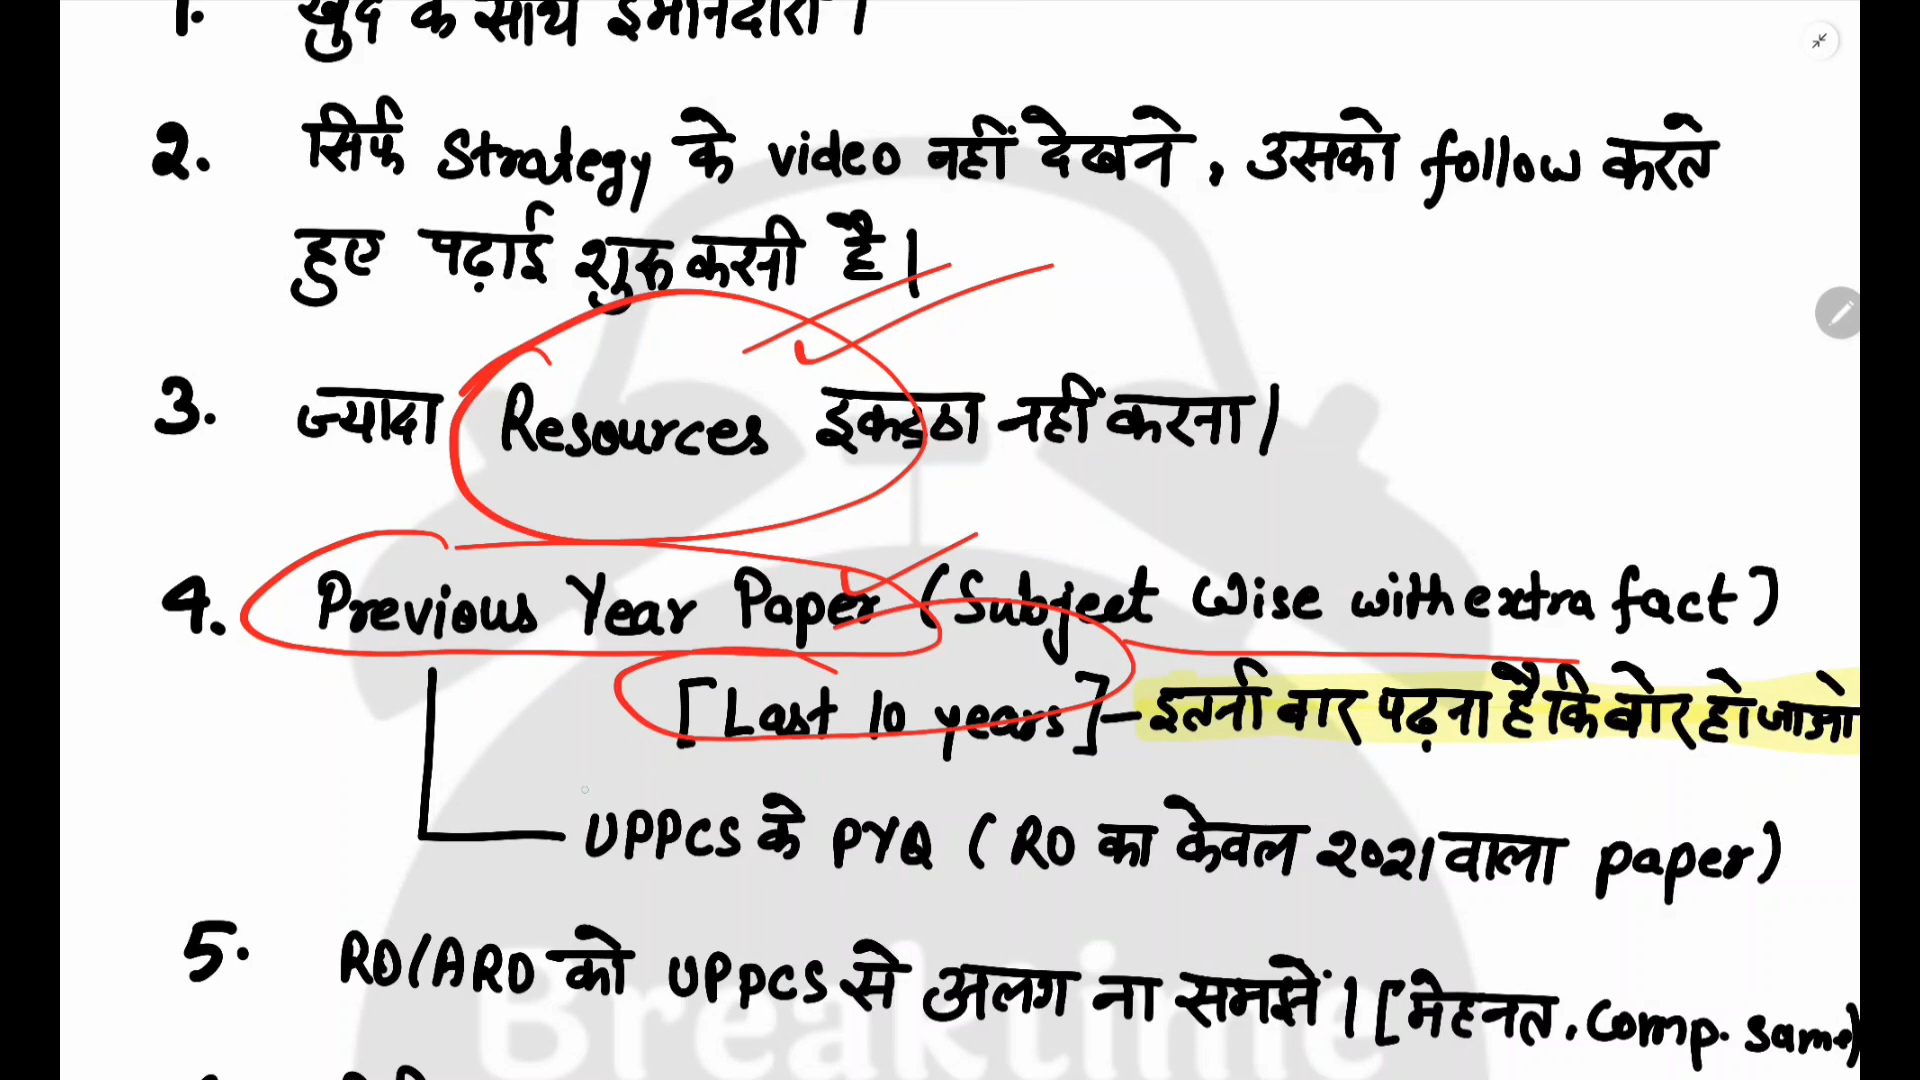 1. खुद के साथ ईमानदारी।
2. सिर्फ Strategy के video नहीं देखने, उसको follow करते
हुए पढ़ाई शुरू करनी है।
3. ज्यादा Resources इकट्ठा नहीं करना।
4. Previous Year Paper (Subject Wise with extra fact)
[Last 10 years] - इतनी बार पढ़ना है कि बोर हो जाओ
UPPCS के PYQ (RO का केवल 2021 वाला paper)
5. RO/ARO को UPPCS से अलग ना समझें। [मेहनत, Comp. same)
Breaktime